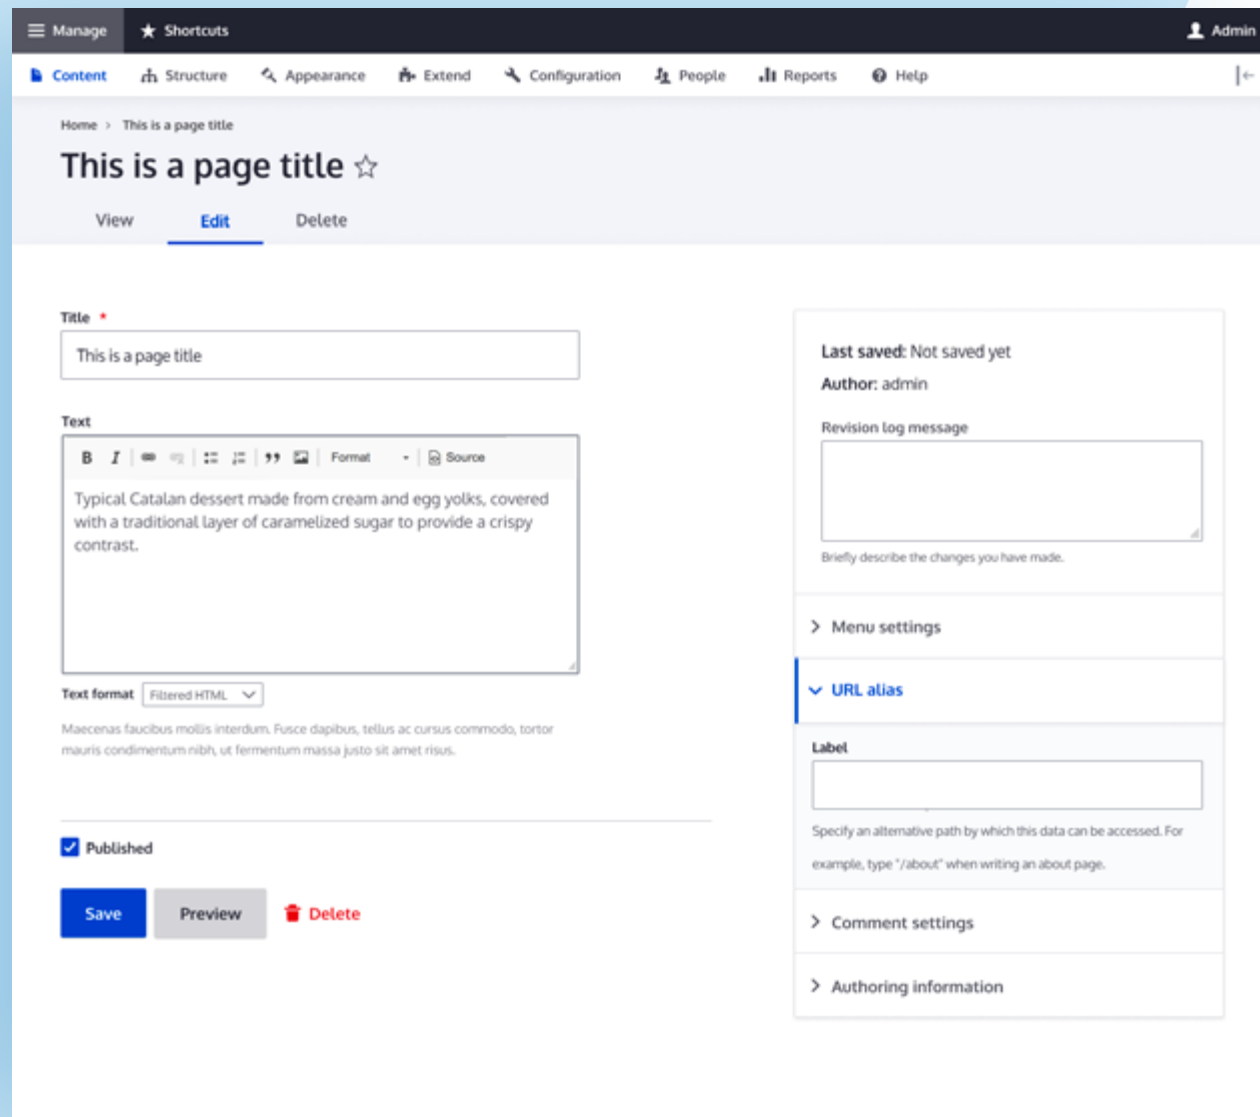 Manage Shortcuts Admin
Content Structure Appearance Extend Configuration People Reports Help
Home › This is a page title
This is a page title
View Edit Delete
Title *
This is a page title
Text
B I Format Source
Typical Catalan dessert made from cream and egg yolks, covered
with a traditional layer of caramelized sugar to provide a crispy
contrast.
Text format Filtered HTML
Maecenas faucibus mollis interdum. Fusce dapibus, tellus ac cursus commodo, tortor
mauris condimentum nibh, ut fermentum massa justo sit amet risus.
Published
Save Preview Delete
Last saved: Not saved yet
Author: admin
Revision log message
Briefly describe the changes you have made.
Menu settings
URL alias
Label
Specify an alternative path by which this data can be accessed. For
example, type "/about" when writing an about page.
Comment settings
Authoring information